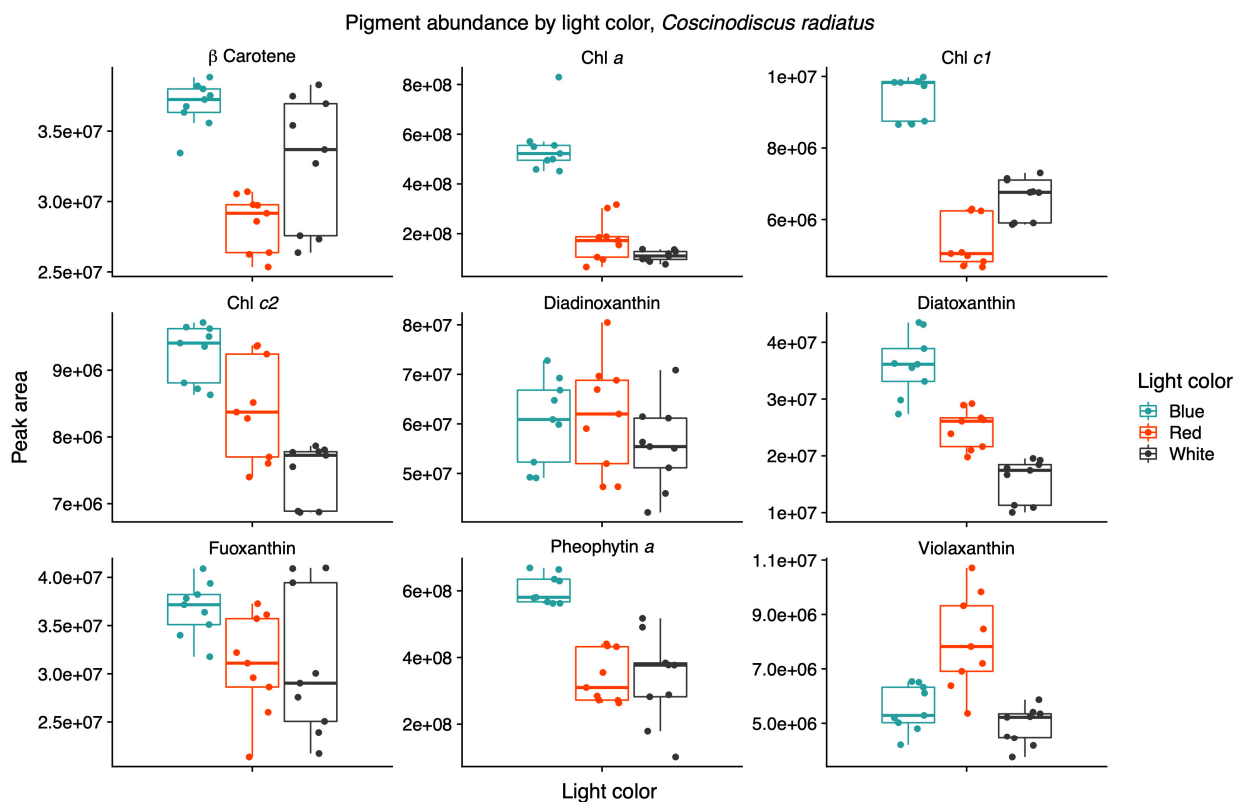 Pigment abundance by light color, Coscinodiscus radiatus
β Carotene
3.5e+07
3.0e+07
2.5e+07
Chl a
8e+08
6e+08
4e+08
2e+08
Chl c1
1e+07
8e+06
6e+06
Chl c2
9e+06
8e+06
7e+06
Diadinoxanthin
8e+07
7e+07
6e+07
5e+07
Diatoxanthin
4e+07
3e+07
2e+07
1e+07
Fuoxanthin
4.0e+07
3.5e+07
3.0e+07
2.5e+07
Pheophytin a
6e+08
4e+08
2e+08
Violaxanthin
1.1e+07
9.0e+06
7.0e+06
5.0e+06
Peak area
Light color
Light color
Blue
Red
White